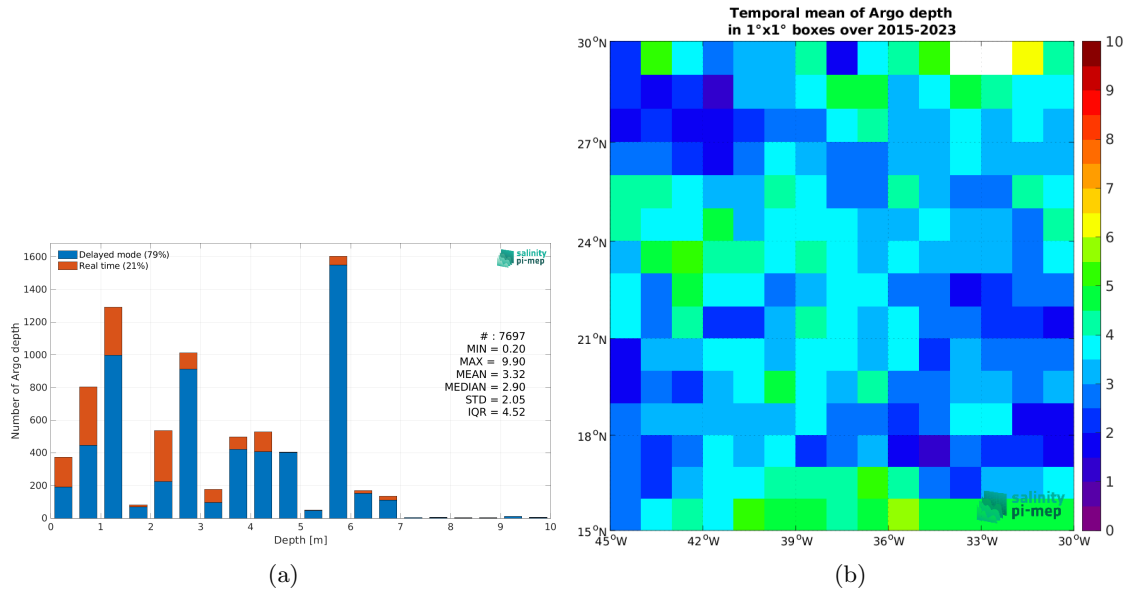 Delayed mode (79%)
Real time (21%)
salinity
pi-mep
# : 7697
MIN = 0.20
MAX = 9.90
MEAN = 3.32
MEDIAN = 2.90
STD = 2.05
IQR = 4.52
Number of Argo depth
1600
1400
1200
1000
800
600
400
200
0
0 1 2 3 4 5 6 7 8 9 10
Depth [m]
(a)
Temporal mean of Argo depth
in 1°x1° boxes over 2015-2023
30°N
27°N
24°N
21°N
18°N
15°N
45°W 42°W 39°W 36°W 33°W 30°W
salinity
pi-mep
10
9
8
7
6
5
4
3
2
1
0
(b)